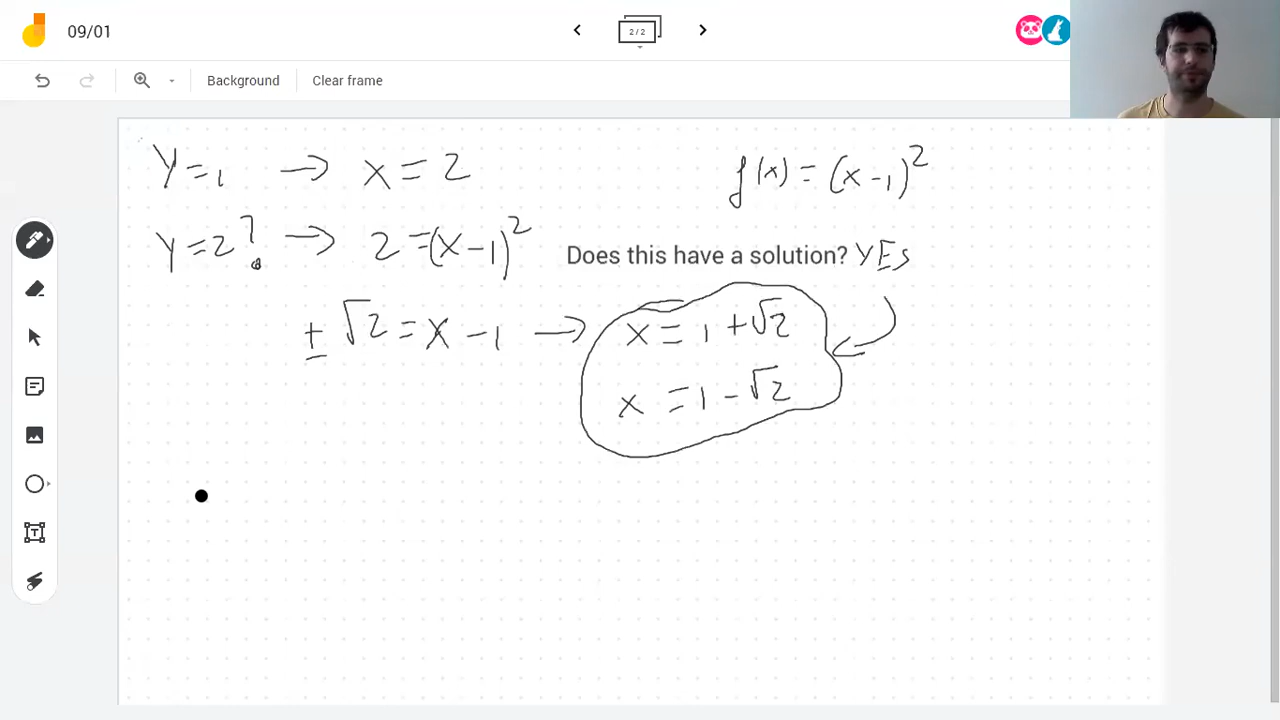 09/01
2 / 2
Background
Clear frame
Y = 1 → x = 2
f(x) = (x - 1)²
Y = 2? → 2 = (x - 1)²
Does this have a solution? YES
± √2 = x - 1 → x = 1 + √2
x = 1 - √2